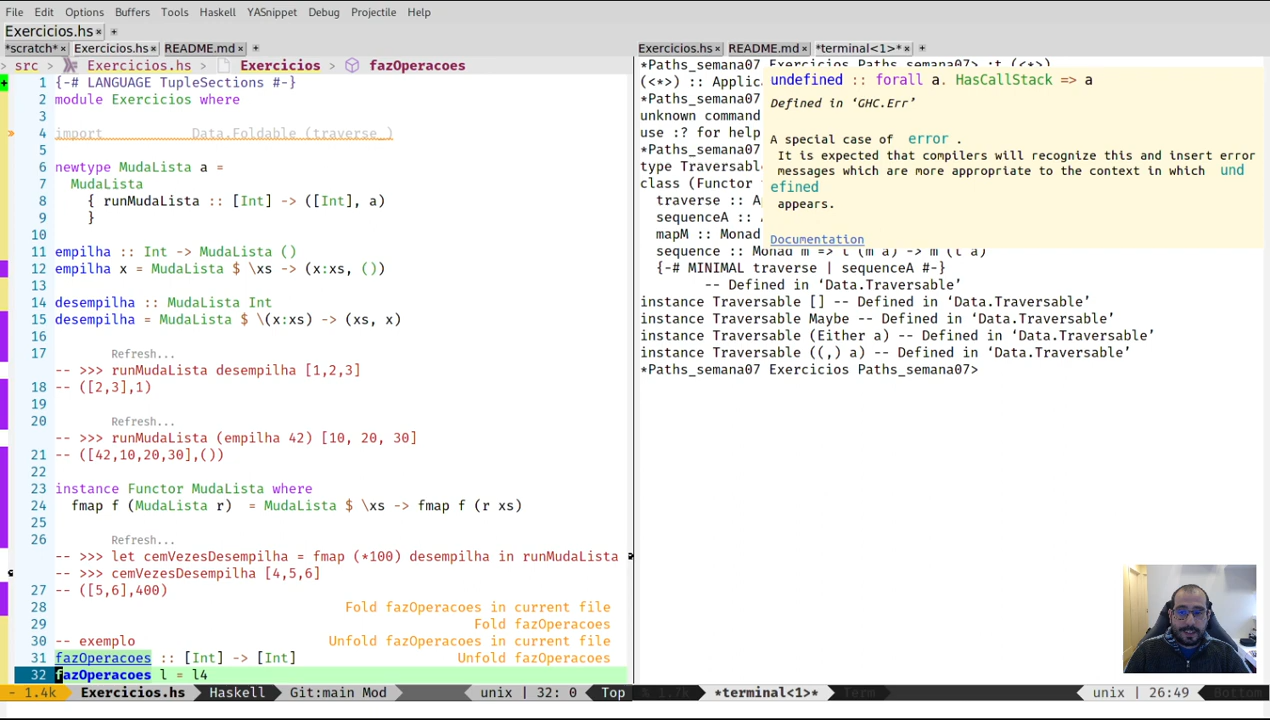 File Edit Options Buffers Tools Haskell YASnippet Debug Projectile Help
Exercicios.hs× +
*scratch*× Exercicios.hs× README.md× +
> src > Exercicios.hs > Exercicios > fazOperacoes
1 {-# LANGUAGE TupleSections #-}
2 module Exercicios where
3
4 import Data.Foldable (traverse_)
5
6 newtype MudaLista a =
7 MudaLista
8 { runMudaLista :: [Int] -> ([Int], a)
9 }
10
11 empilha :: Int -> MudaLista ()
12 empilha x = MudaLista $ \xs -> (x:xs, ())
13
14 desempilha :: MudaLista Int
15 desempilha = MudaLista $ \(x:xs) -> (xs, x)
16
17 Refresh...
-- >>> runMudaLista desempilha [1,2,3]
18 -- ([2,3],1)
19
20 Refresh...
-- >>> runMudaLista (empilha 42) [10, 20, 30]
21 -- ([42,10,20,30],())
22
23 instance Functor MudaLista where
24 fmap f (MudaLista r) = MudaLista $ \xs -> fmap f (r xs)
25
26 Refresh...
-- >>> let cemVezesDesempilha = fmap (*100) desempilha in runMudaLista
-- >>> cemVezesDesempilha [4,5,6]
27 -- ([5,6],400)
28 Fold fazOperacoes in current file
29 Fold fazOperacoes
30 -- exemplo Unfold fazOperacoes in current file
31 fazOperacoes :: [Int] -> [Int] Unfold fazOperacoes
32 fazOperacoes l = l4
- 1.4k Exercicios.hs Haskell Git:main Mod unix | 32: 0 Top
Exercicios.hs× README.md× *terminal<1>*× +
*Paths_semana07 Exercicios Paths_semana07> :t (<*>)
(<*>) :: Applic
*Paths_semana07
unknown command
use :? for help
*Paths_semana07
type Traversabl
class (Functor
traverse :: Ap
sequenceA :: A
mapM :: Monad
sequence :: Monad m => t (m a) -> m (t a)
{-# MINIMAL traverse | sequenceA #-}
-- Defined in ‘Data.Traversable’
instance Traversable [] -- Defined in ‘Data.Traversable’
instance Traversable Maybe -- Defined in ‘Data.Traversable’
instance Traversable (Either a) -- Defined in ‘Data.Traversable’
instance Traversable ((,) a) -- Defined in ‘Data.Traversable’
*Paths_semana07 Exercicios Paths_semana07>
undefined :: forall a. HasCallStack => a
Defined in ‘GHC.Err’
A special case of error .
It is expected that compilers will recognize this and insert error
messages which are more appropriate to the context in which und
efined
appears.
Documentation
% 1.7k *terminal<1>* Term unix | 26:49 Bottom